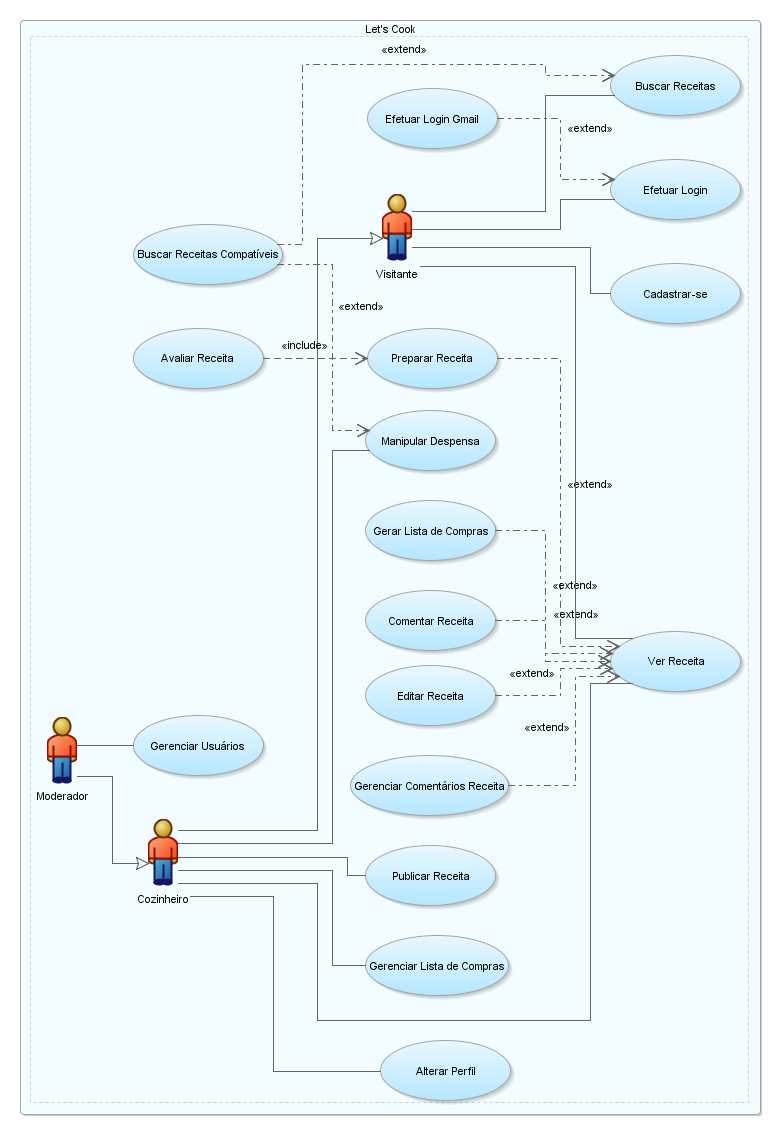 Let's Cook
«extend»
Buscar Receitas
Efetuar Login Gmail
«extend»
Efetuar Login
Buscar Receitas Compatíveis
Visitante
Cadastrar-se
«extend»
«include»
Avaliar Receita
Preparar Receita
Manipular Despensa
«extend»
Gerar Lista de Compras
«extend»
«extend»
Comentar Receita
Ver Receita
«extend»
Editar Receita
«extend»
Gerenciar Usuários
Gerenciar Comentários Receita
Moderador
Publicar Receita
Cozinheiro
Gerenciar Lista de Compras
Alterar Perfil